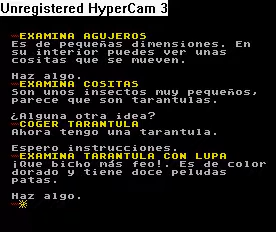 Unregistered HyperCam 3
EXAMINA AGUJEROS
Es de pequeñas dimensiones. En
su interior puedes ver unas
cositas que se mueven.
Haz algo.
EXAMINA COSITAS
Son unos insectos muy pequeños,
parece que son tarantulas.
¿Alguna otra idea?
COGER TARANTULA
Ahora tengo una tarantula.
Espero instrucciones.
EXAMINA TARANTULA CON LUPA
¡Que bicho más feo!. Es de color
dorado y tiene doce peludas
patas.
Haz algo.